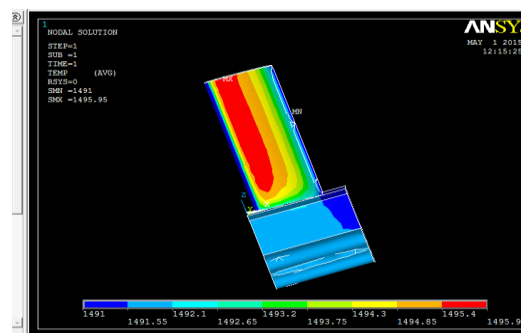 1
NODAL SOLUTION
STEP=1
SUB =1
TIME=1
TEMP (AVG)
RSYS=0
SMN =1491
SMX =1495.95
ANSYS
MAY 1 2015
12:15:25
MX
MN
Z
Y
1491 1492.1 1493.2 1494.3 1495.4
1491.55 1492.65 1493.75 1494.85 1495.9